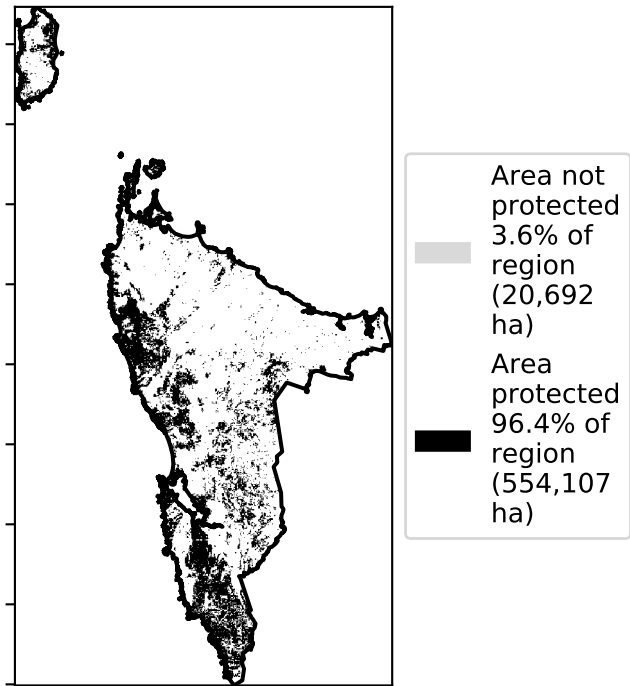 Area not
protected
3.6% of
region
(20,692
ha)
Area
protected
96.4% of
region
(554,107
ha)